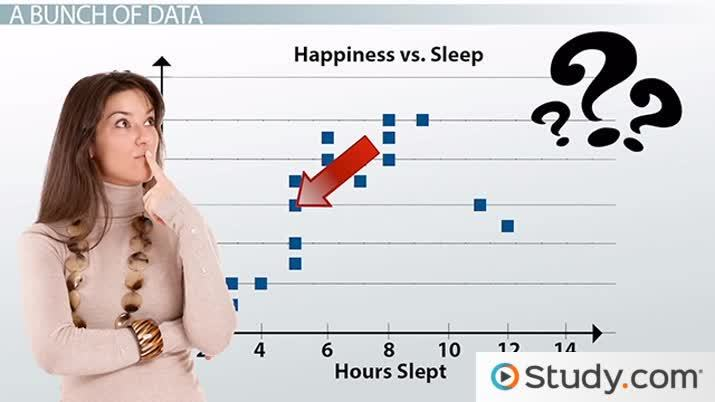 A BUNCH OF DATA
Happiness vs. Sleep
4 6 8 10 12 14
Hours Slept
Study.com